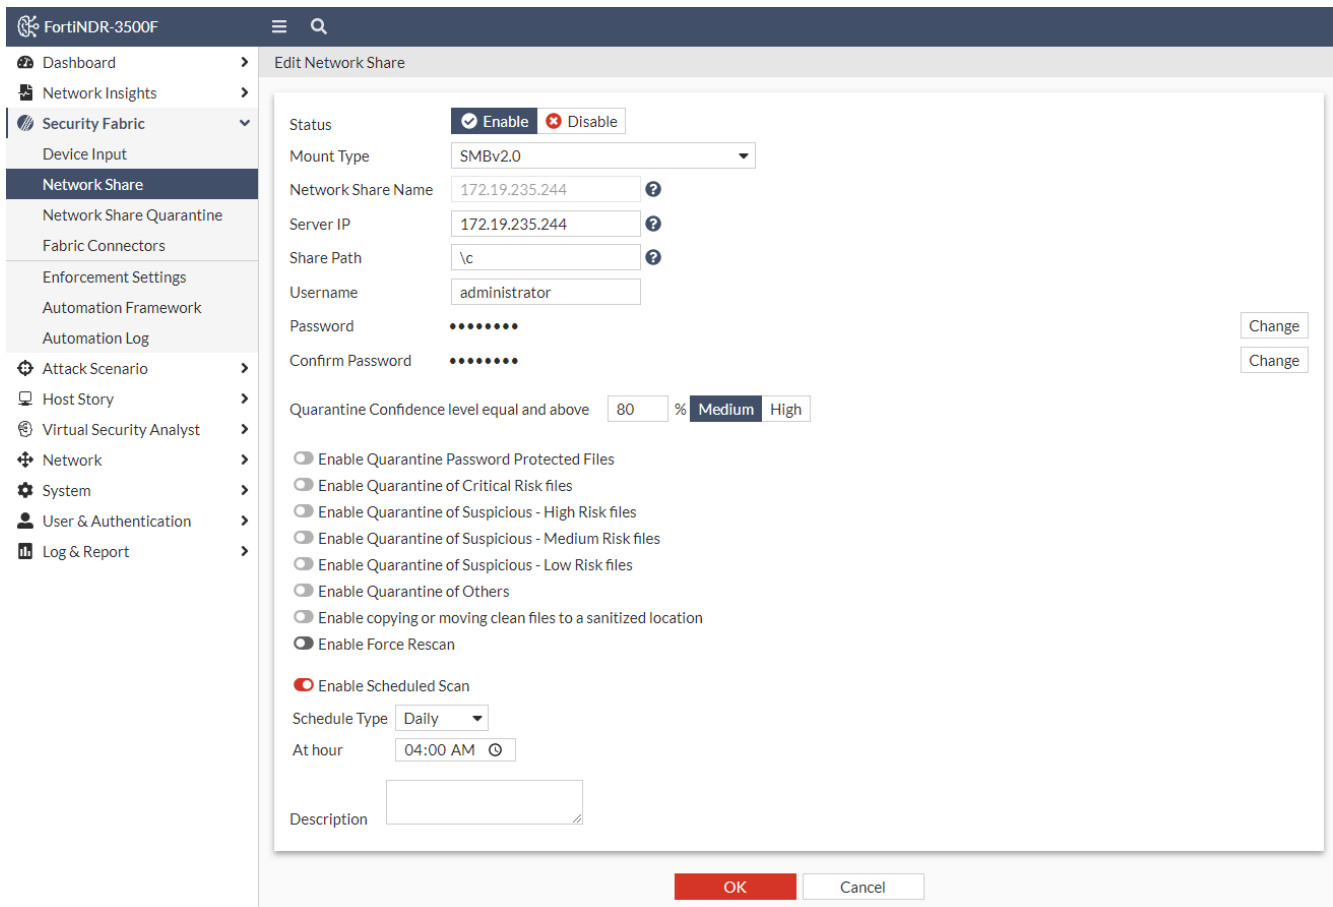 FortiNDR-3500F
Dashboard
Network Insights
Security Fabric
Device Input
Network Share
Network Share Quarantine
Fabric Connectors
Enforcement Settings
Automation Framework
Automation Log
Attack Scenario
Host Story
Virtual Security Analyst
Network
System
User & Authentication
Log & Report
Edit Network Share
Status Enable Disable
Mount Type SMBv2.0
Network Share Name 172.19.235.244
Server IP 172.19.235.244
Share Path \c
Username administrator
Password •••••••• Change
Confirm Password •••••••• Change
Quarantine Confidence level equal and above 80 % Medium High
Enable Quarantine Password Protected Files
Enable Quarantine of Critical Risk files
Enable Quarantine of Suspicious - High Risk files
Enable Quarantine of Suspicious - Medium Risk files
Enable Quarantine of Suspicious - Low Risk files
Enable Quarantine of Others
Enable copying or moving clean files to a sanitized location
Enable Force Rescan
Enable Scheduled Scan
Schedule Type Daily
At hour 04:00 AM
Description
OK Cancel